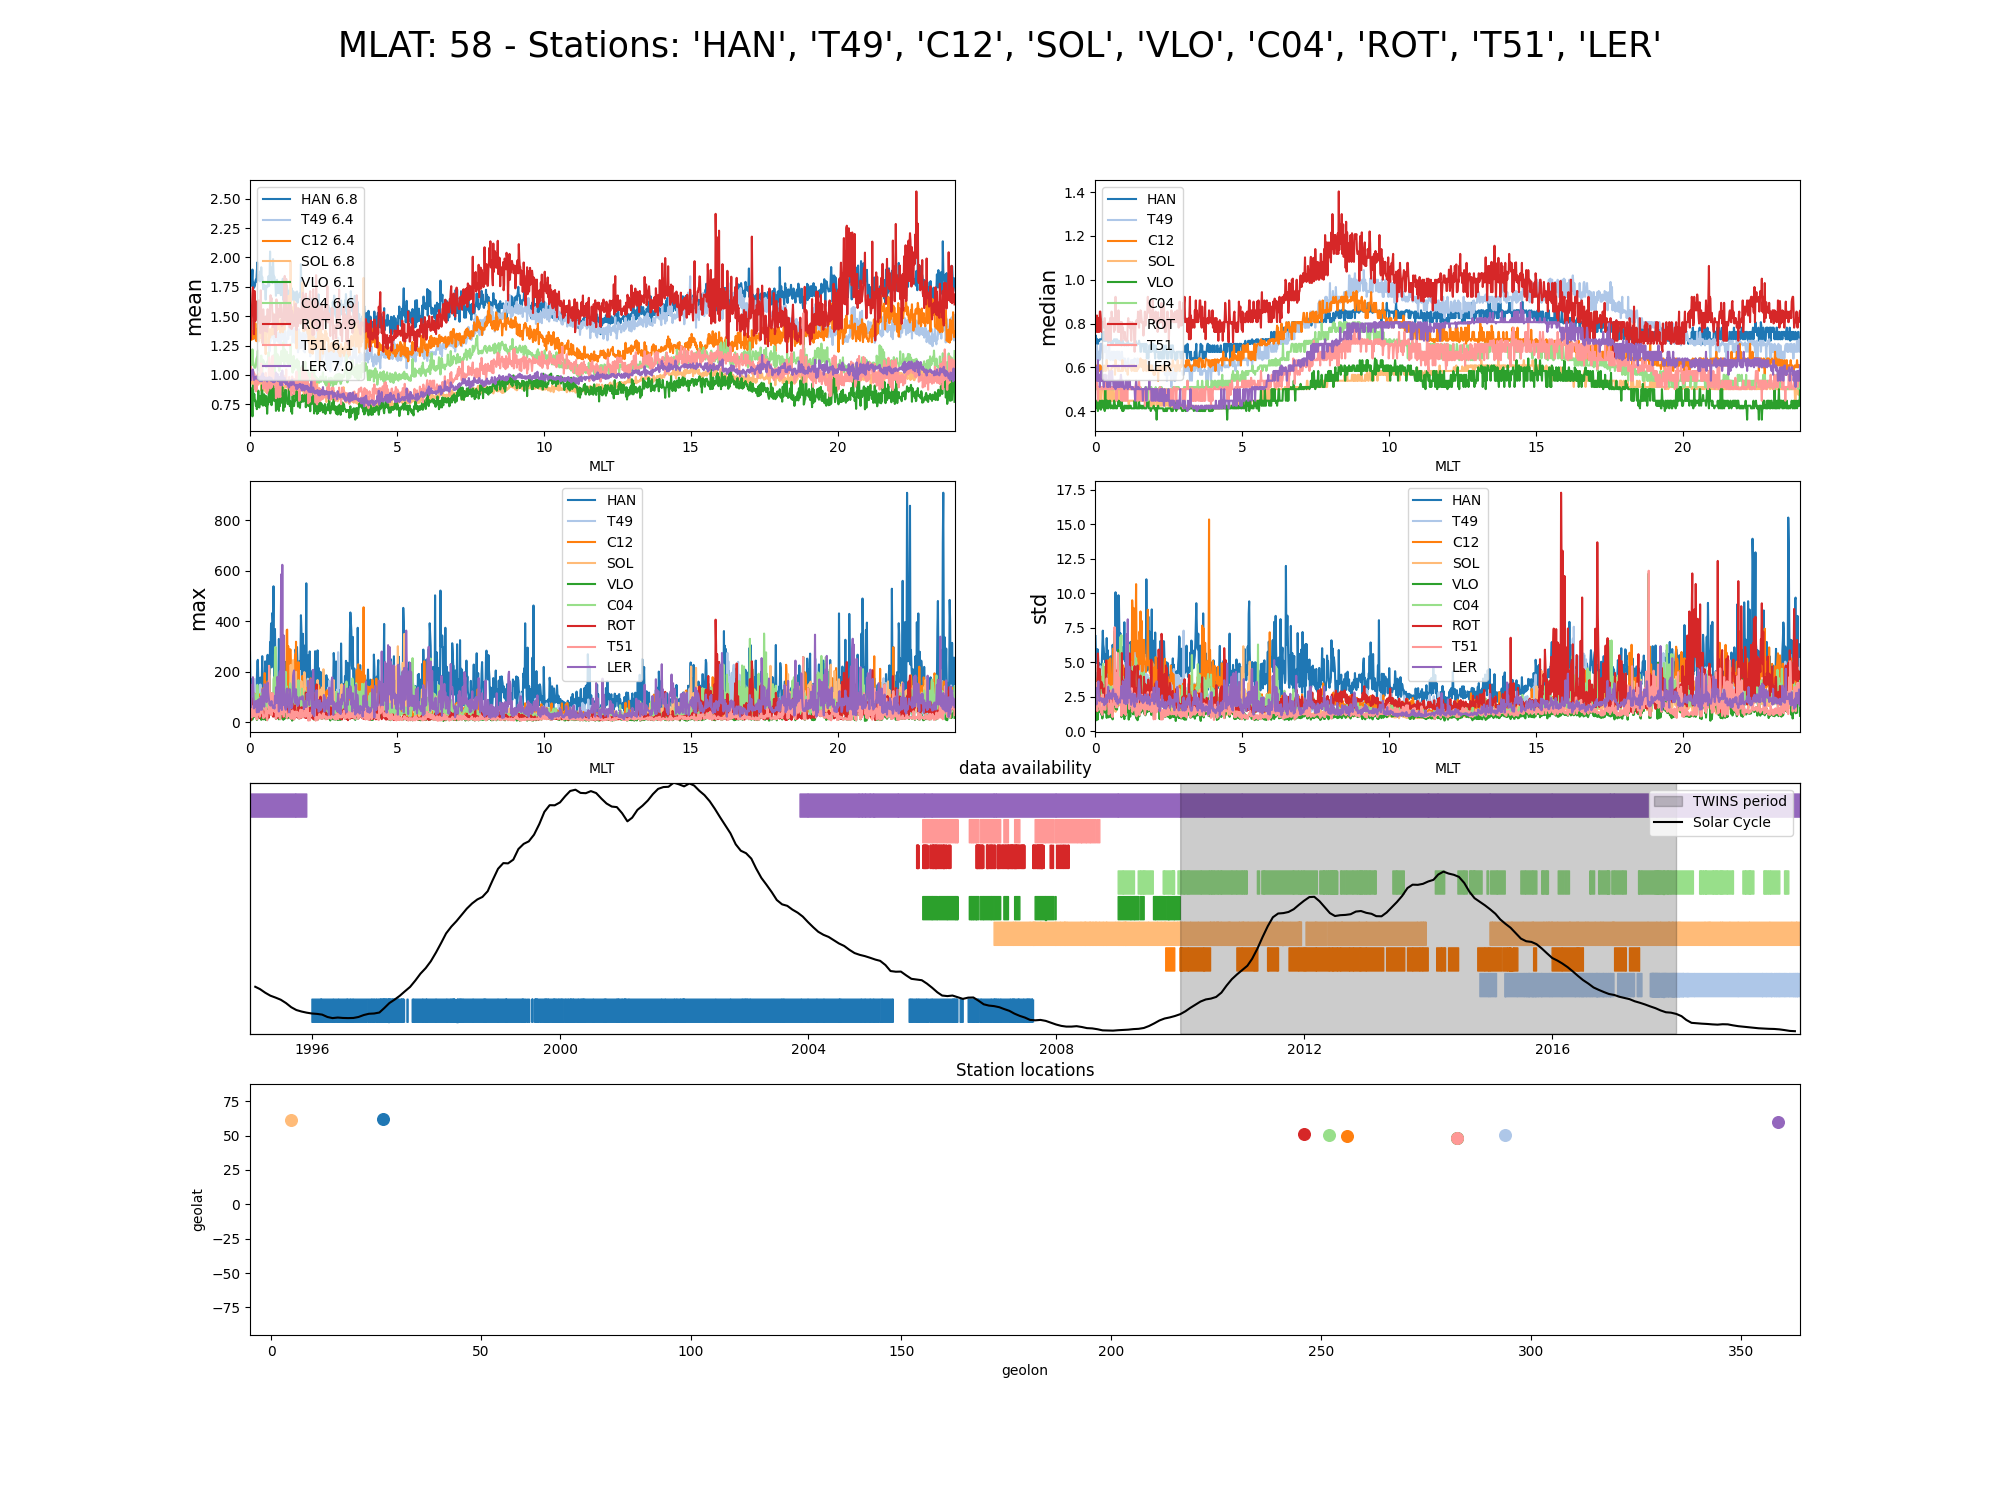 MLAT: 58 - Stations: 'HAN', 'T49', 'C12', 'SOL', 'VLO', 'C04', 'ROT', 'T51', 'LER'
mean
2.50
2.25
2.00
1.75
1.50
1.25
1.00
0.75
HAN 6.8
T49 6.4
C12 6.4
SOL 6.8
VLO 6.1
C04 6.6
ROT 5.9
T51 6.1
LER 7.0
0 5 10 15 20
MLT
median
1.4
1.2
1.0
0.8
0.6
0.4
HAN
T49
C12
SOL
VLO
C04
ROT
T51
LER
0 5 10 15 20
MLT
max
800
600
400
200
0
HAN
T49
C12
SOL
VLO
C04
ROT
T51
LER
0 5 10 15 20
MLT
std
17.5
15.0
12.5
10.0
7.5
5.0
2.5
0.0
HAN
T49
C12
SOL
VLO
C04
ROT
T51
LER
0 5 10 15 20
MLT
data availability
TWINS period
Solar Cycle
1996 2000 2004 2008 2012 2016
Station locations
geolat
75
50
25
0
−25
−50
−75
0 50 100 150 200 250 300 350
geolon